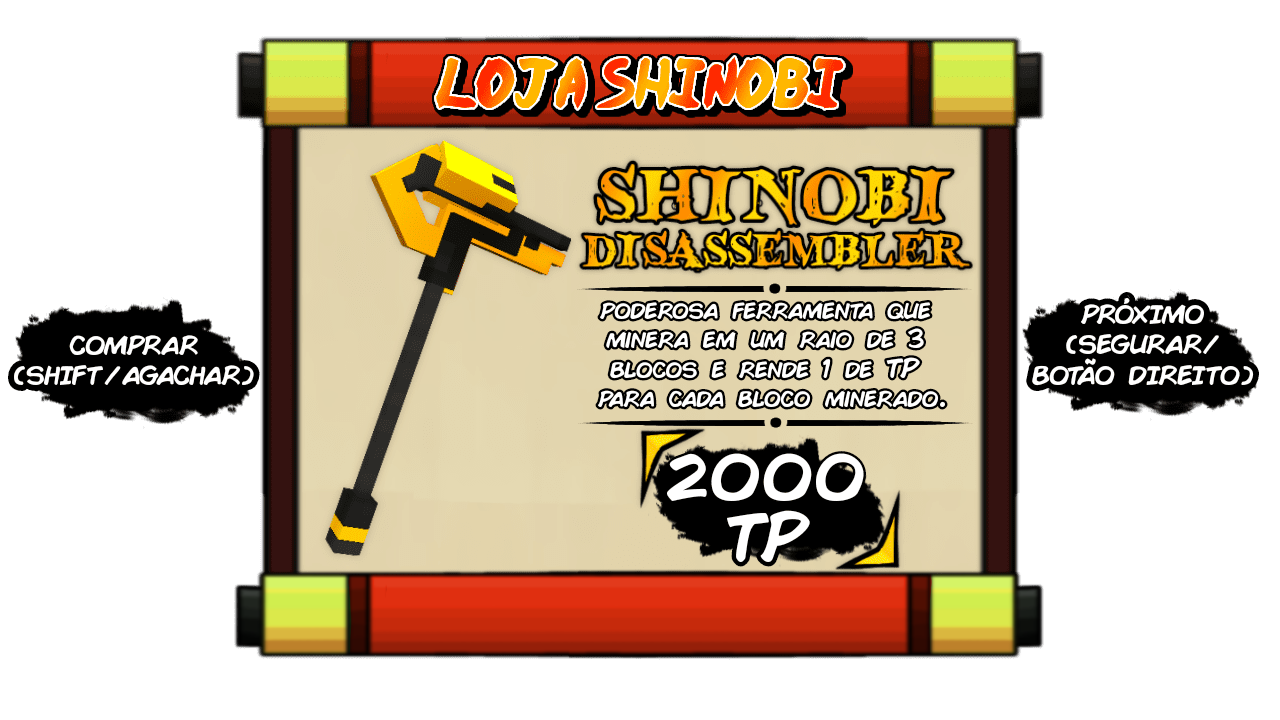 LOJA SHINOBI
SHINOBI
DISASSEMBLER
PODEROSA FERRAMENTA QUE
MINERA EM UM RAIO DE 3
BLOCOS E RENDE 1 DE TP
PARA CADA BLOCO MINERADO.
2000
TP
COMPRAR
(SHIFT/AGACHAR)
PRÓXIMO
(SEGURAR/
BOTÃO DIREITO)